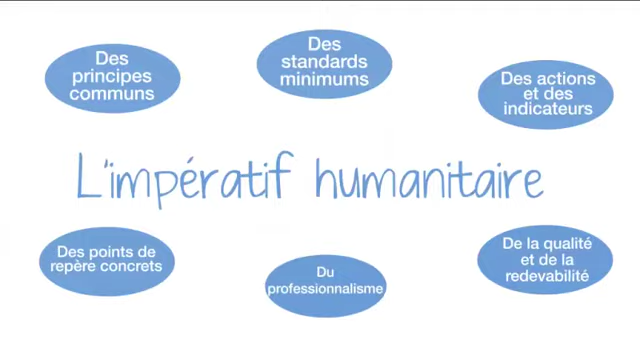 Des
principes
communs
Des
standards
minimums
Des actions
et des
indicateurs
L'impératif humanitaire
Des points de
repère concrets
Du
professionnalisme
De la qualité
et de la
redevabilité